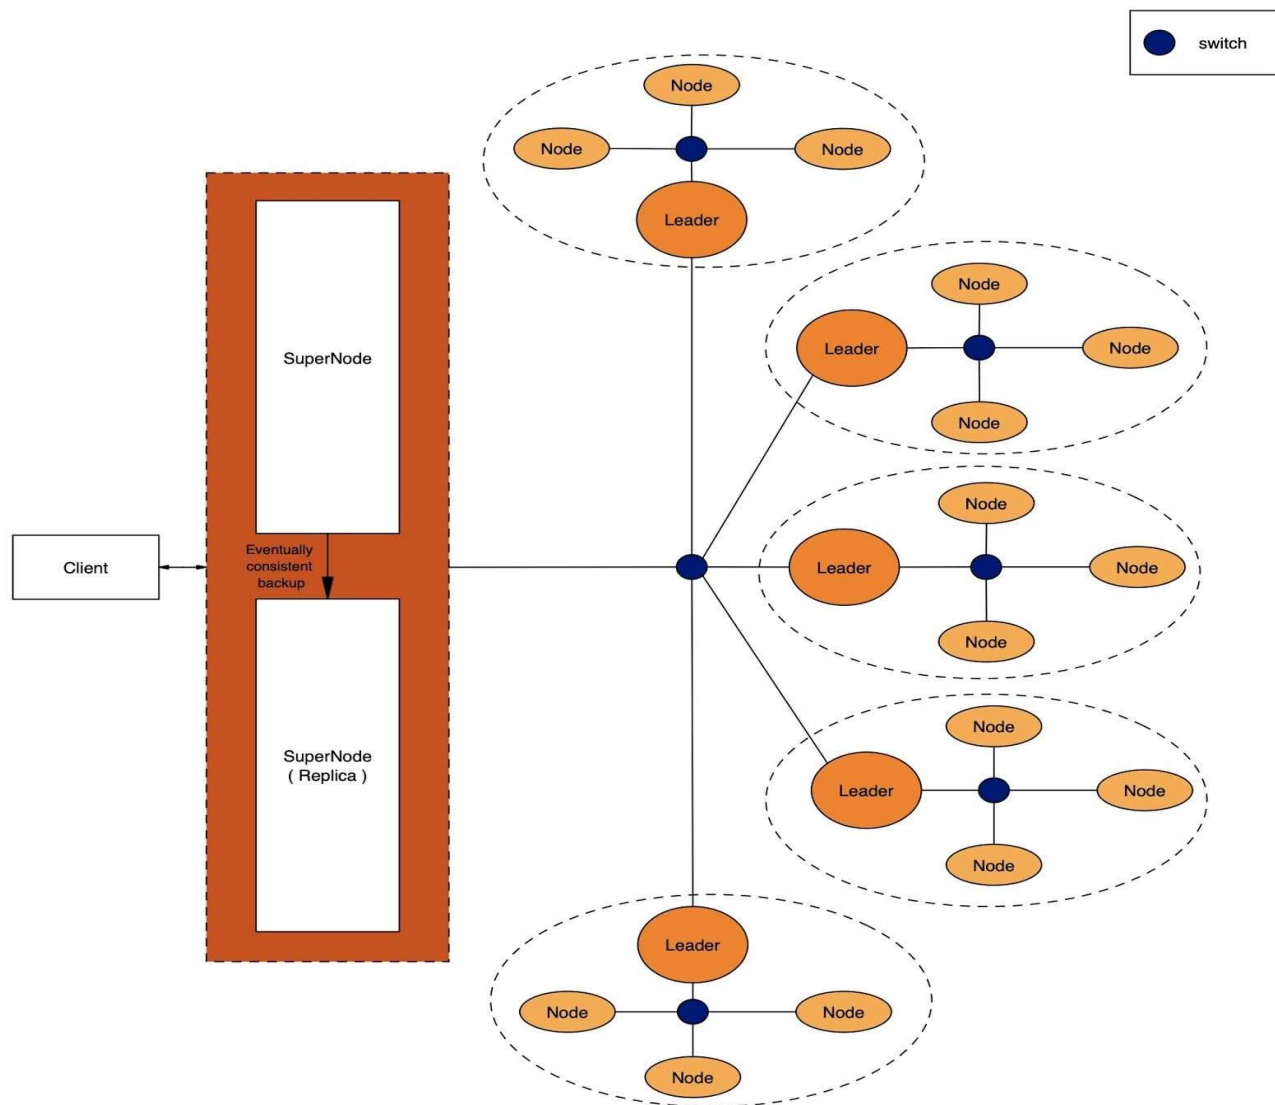 switch
Node
Node
Node
Leader
Node
Leader
Node
Node
SuperNode
Node
Leader
Node
Node
Eventually
consistent
backup
Client
SuperNode
( Replica )
Node
Leader
Node
Node
Leader
Node
Node
Node